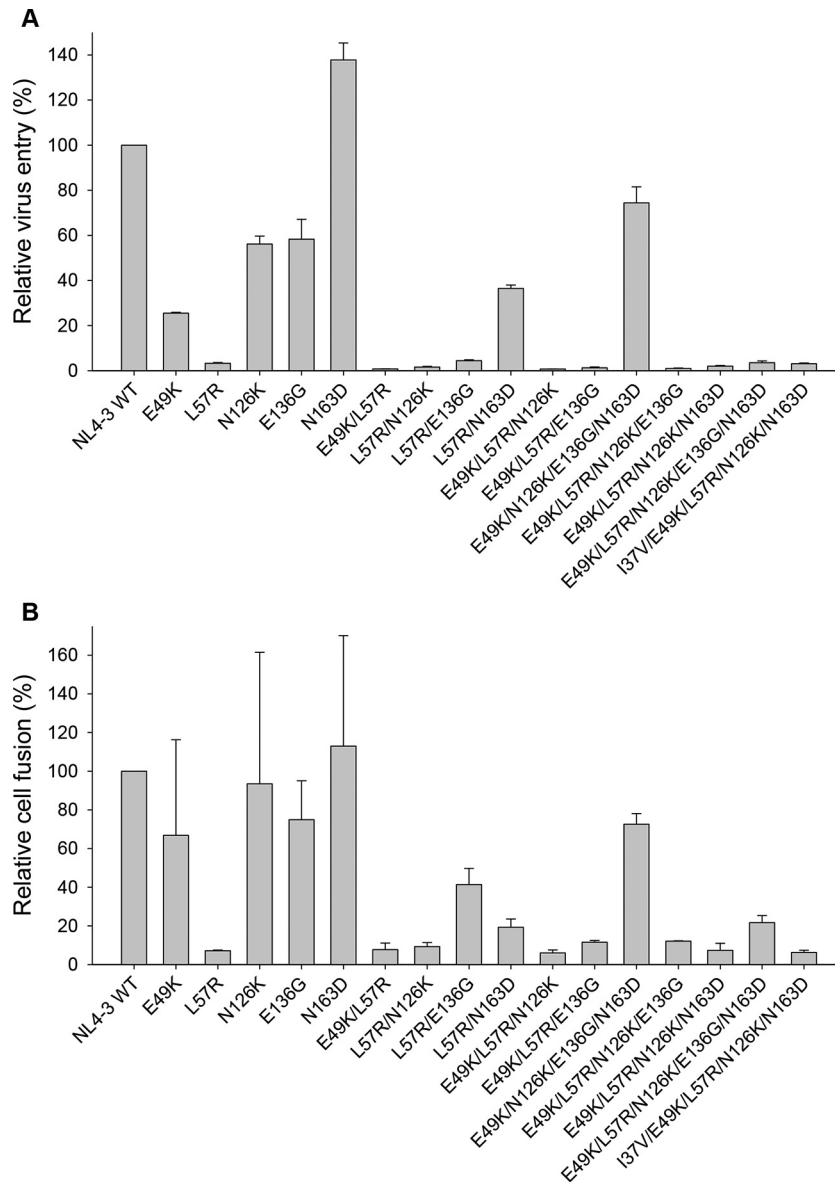 A
Relative virus entry (%)
140
120
100
80
60
40
20
0
NL4-3 WT
E49K
L57R
N126K
E136G
N163D
E49K/L57R
L57R/N126K
L57R/E136G
L57R/N163D
E49K/L57R/N126K
E49K/L57R/E136G
E49K/N126K/E136G/N163D
E49K/L57R/N126K/E136G
E49K/L57R/N126K/N163D
E49K/L57R/N126K/E136G/N163D
I37V/E49K/L57R/N126K/N163D
B
Relative cell fusion (%)
160
140
120
100
80
60
40
20
0
NL4-3 WT
E49K
L57R
N126K
E136G
N163D
E49K/L57R
L57R/N126K
L57R/E136G
L57R/N163D
E49K/L57R/N126K
E49K/L57R/E136G
E49K/N126K/E136G/N163D
E49K/L57R/N126K/E136G
E49K/L57R/N126K/N163D
E49K/L57R/N126K/E136G/N163D
I37V/E49K/L57R/N126K/N163D